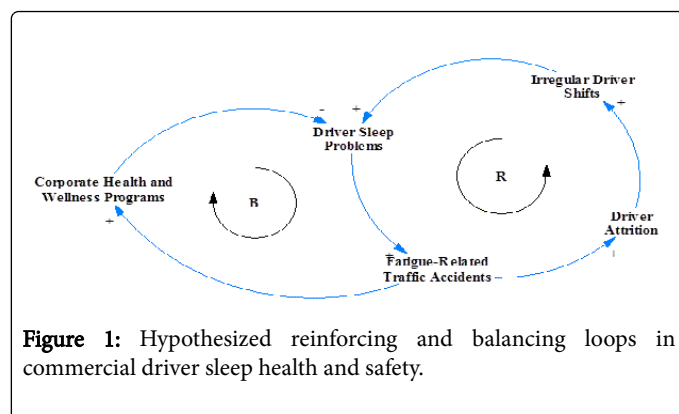 Irregular Driver
Shifts
+
- +
Driver Sleep
Problems
Corporate Health and
Wellness Programs
+
B
R
Driver
Attrition
+
+
Fatigue-Related
Traffic Accidents
Figure 1: Hypothesized reinforcing and balancing loops in
commercial driver sleep health and safety.